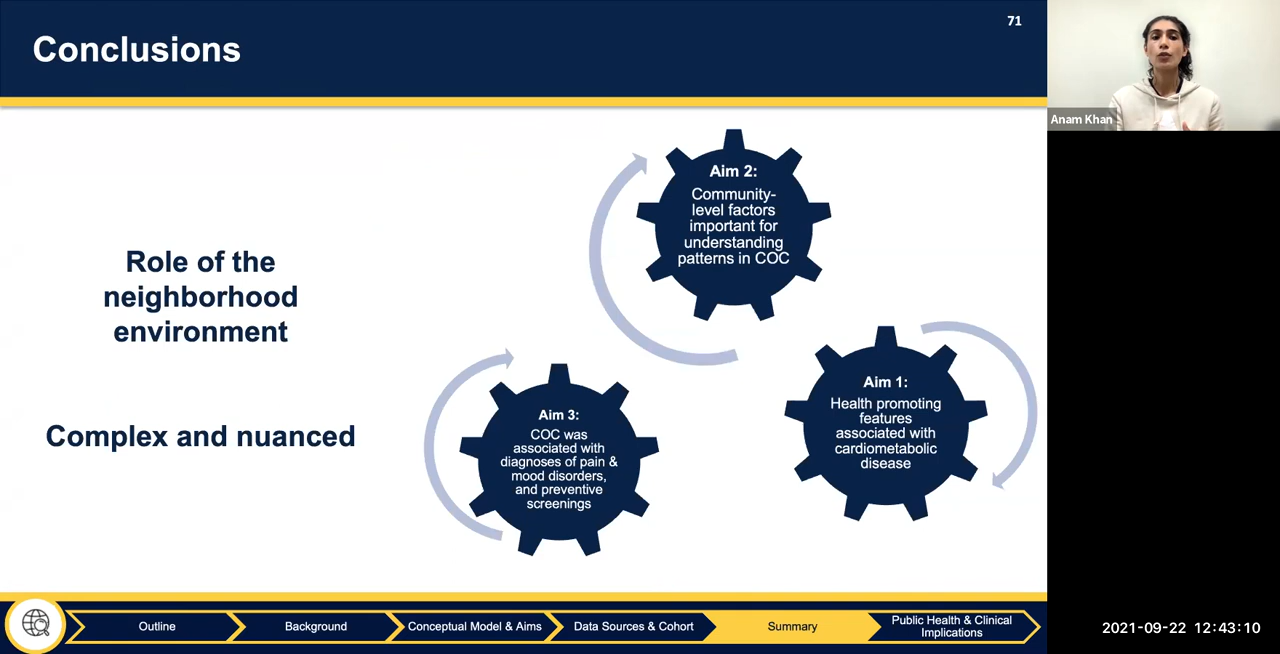 71
Conclusions
Anam Khan
Role of the
neighborhood
environment
Complex and nuanced
Aim 2:
Community-
level factors
important for
understanding
patterns in COC
Aim 1:
Health promoting
features
associated with
cardiometabolic
disease
Aim 3:
COC was
associated with
diagnoses of pain &
mood disorders,
and preventive
screenings
Outline
Background
Conceptual Model & Aims
Data Sources & Cohort
Summary
Public Health & Clinical
Implications
2021-09-22 12:43:10